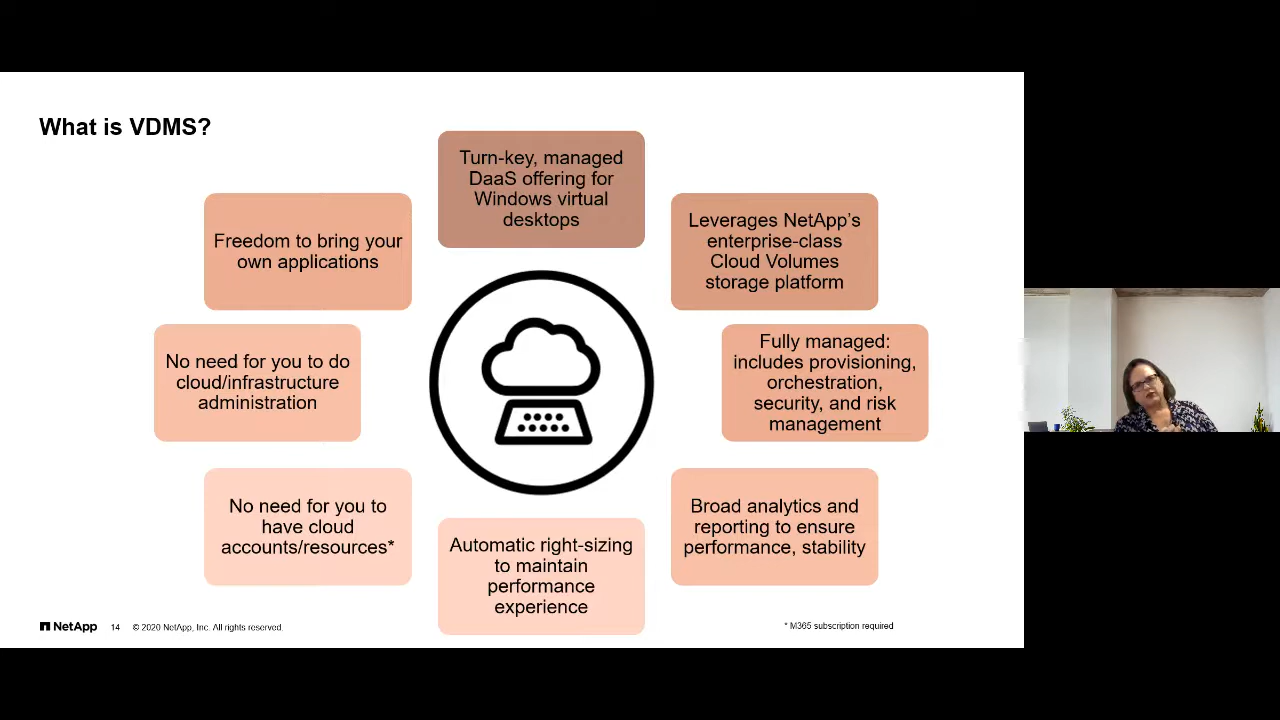 What is VDMS?
Turn-key, managed
DaaS offering for
Windows virtual
desktops
Leverages NetApp's
enterprise-class
Cloud Volumes
storage platform
Fully managed:
includes provisioning,
orchestration,
security, and risk
management
Broad analytics and
reporting to ensure
performance, stability
Automatic right-sizing
to maintain
performance
experience
No need for you to
have cloud
accounts/resources*
No need for you to do
cloud/infrastructure
administration
Freedom to bring your
own applications
NetApp 14 © 2020 NetApp, Inc. All rights reserved.
* M365 subscription required